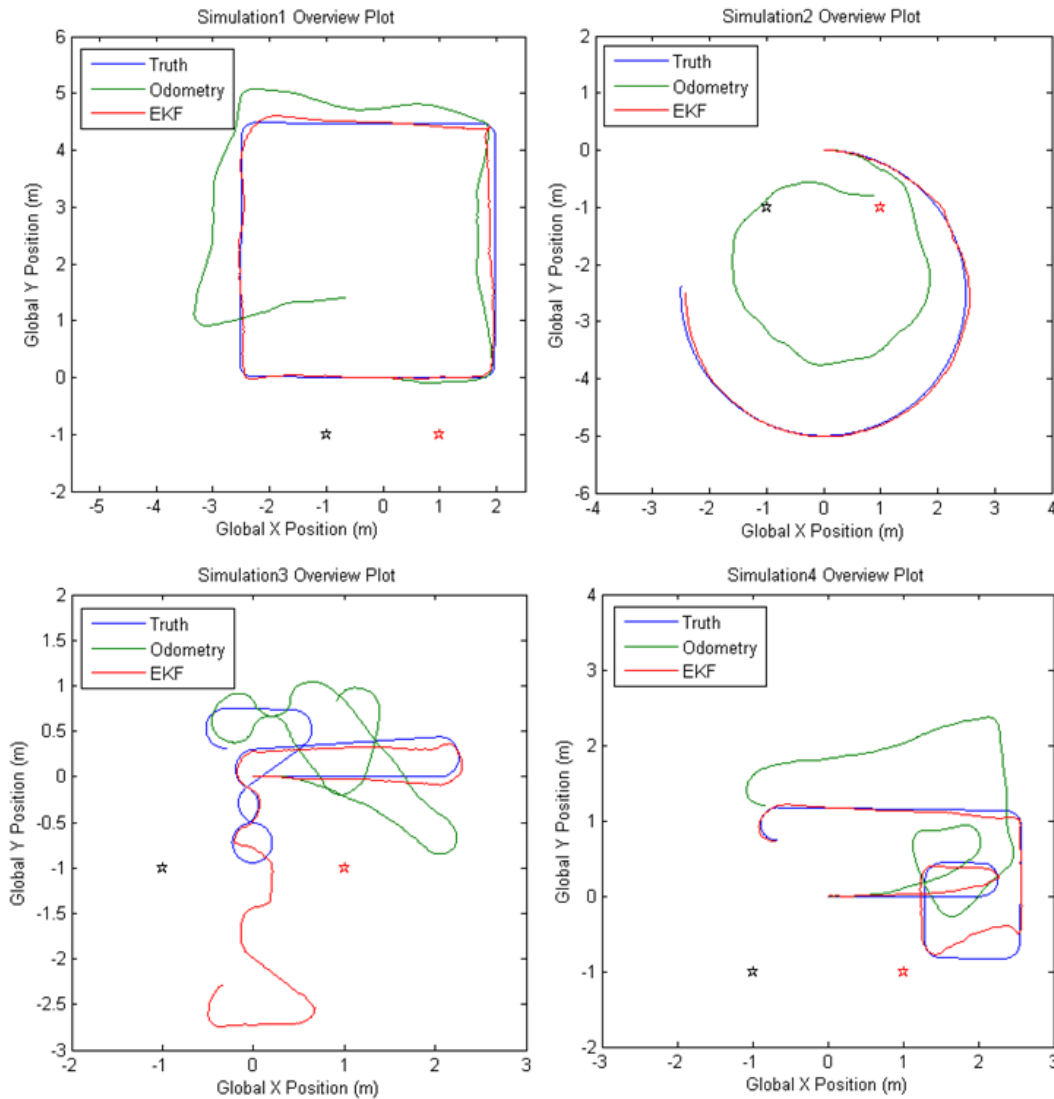 Simulation1 Overview Plot
Truth
Odometry
EKF
6
5
4
3
2
1
0
-1
-2
Global Y Position (m)
-5 -4 -3 -2 -1 0 1 2
Global X Position (m)
Simulation2 Overview Plot
Truth
Odometry
EKF
2
1
0
-1
-2
-3
-4
-5
-6
Global Y Position (m)
-4 -3 -2 -1 0 1 2 3 4
Global X Position (m)
Simulation3 Overview Plot
Truth
Odometry
EKF
2
1.5
1
0.5
0
-0.5
-1
-1.5
-2
-2.5
-3
Global Y Position (m)
-2 -1 0 1 2 3
Global X Position (m)
Simulation4 Overview Plot
Truth
Odometry
EKF
4
3
2
1
0
-1
-2
Global Y Position (m)
-3 -2 -1 0 1 2 3
Global X Position (m)